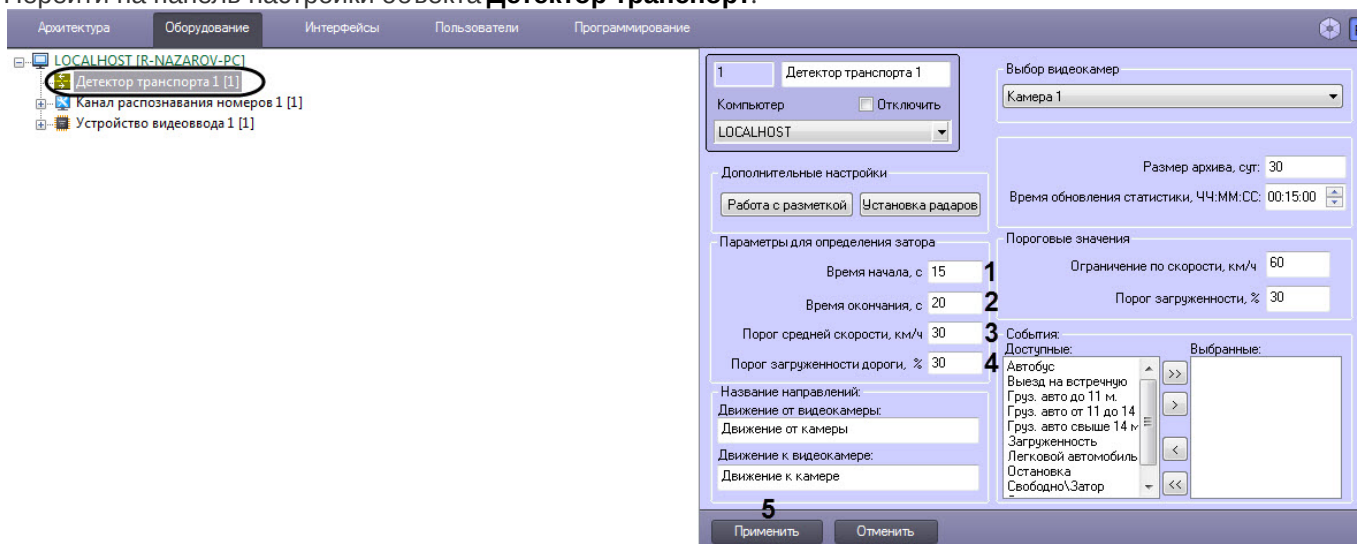 Перейти на панель настройки объекта Детектор транспорт.
Архитектура Оборудование Интерфейсы Пользователи Программирование
LOCALHOST [R-NAZAROV-PC]
Детектор транспорта 1 [1]
Канал распознавания номеров 1 [1]
Устройство видеоввода 1 [1]
1 Детектор транспорта 1
Компьютер Отключить
LOCALHOST
Выбор видеокамер
Камера 1
Дополнительные настройки
Работа с разметкой Установка радаров
Размер архива, сут: 30
Время обновления статистики, ЧЧ:ММ:СС: 00:15:00
Параметры для определения затора
Время начала, с 15 1
Время окончания, с 20 2
Порог средней скорости, км/ч 30 3
Порог загруженности дороги, % 30 4
Пороговые значения
Ограничение по скорости, км/ч 60
Порог загруженности, % 30
Название направлений:
Движение от видеокамеры:
Движение от камеры
Движение к видеокамере:
Движение к камере
События:
Доступные: Выбранные:
Автобус
Выезд на встречную
Груз. авто до 11 м.
Груз. авто от 11 до 14
Груз. авто свыше 14 м
Загруженность
Легковой автомобиль
Остановка
Свободно\Затор
>>
>
<
<<
5
Применить Отменить